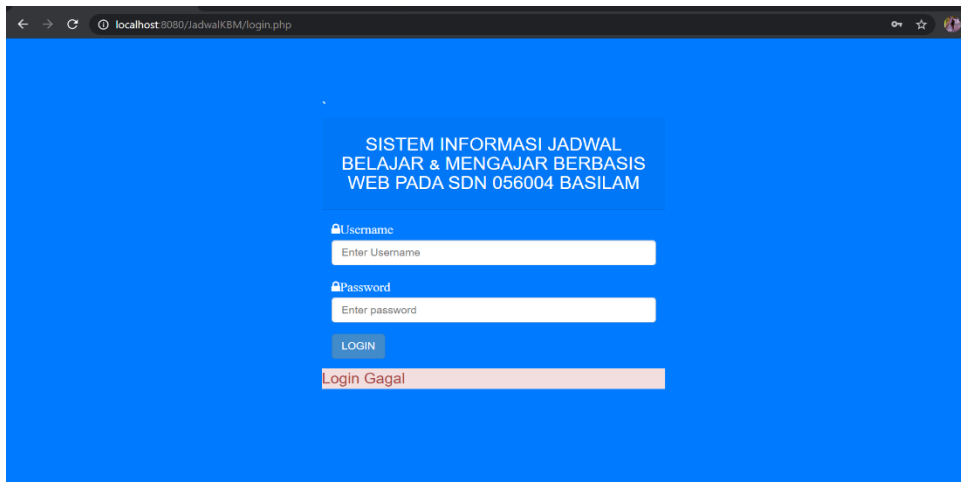 localhost:8080/JadwalKBM/login.php
`
SISTEM INFORMASI JADWAL
BELAJAR & MENGAJAR BERBASIS
WEB PADA SDN 056004 BASILAM
Username
Enter Username
Password
Enter password
LOGIN
Login Gagal